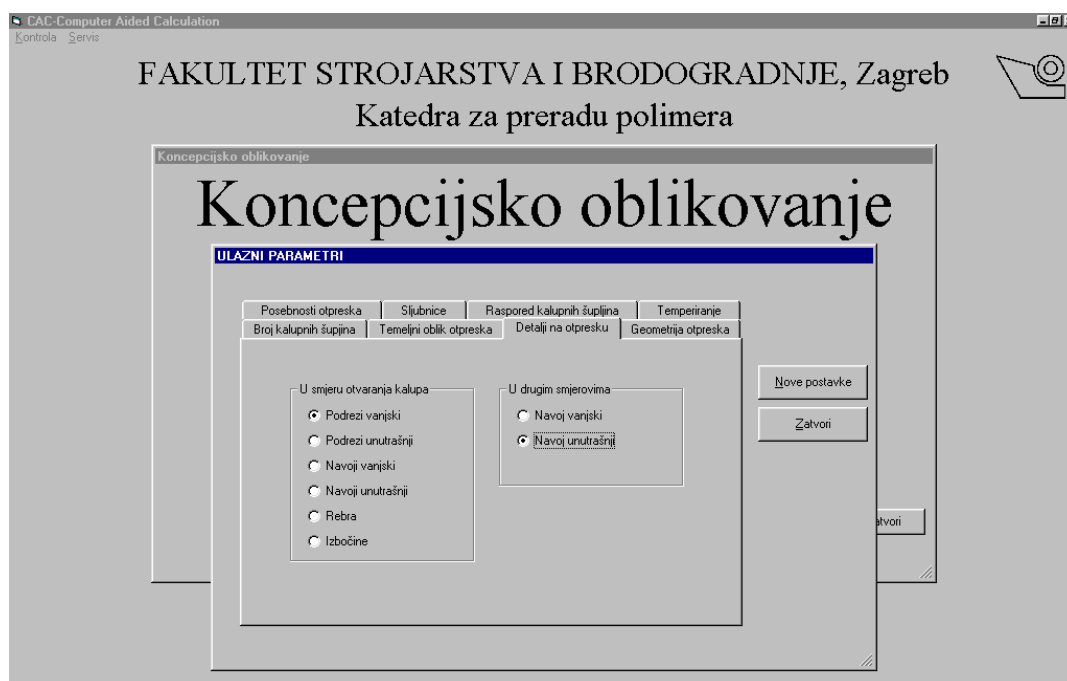 CAC-Computer Aided Calculation
Kontrola Servis
FAKULTET STROJARSTVA I BRODOGRADNJE, Zagreb
Katedra za preradu polimera
Koncepcijsko oblikovanje
Koncepcijsko oblikovanje
ULAZNI PARAMETRI
Posebnosti otpreska Sljubnice Raspored kalupnih šupljina Temperiranje
Broj kalupnih šupjina Temeljni oblik otpreska Detalji na otpresku Geometrija otpreska
U smjeru otvaranja kalupa
Podrezi vanjski
Podrezi unutrašnji
Navoji vanjski
Navoji unutrašnji
Rebra
Izbočine
U drugim smjerovima
Navoj vanjski
Navoj unutrašnji
Nove postavke
Zatvori
atvori